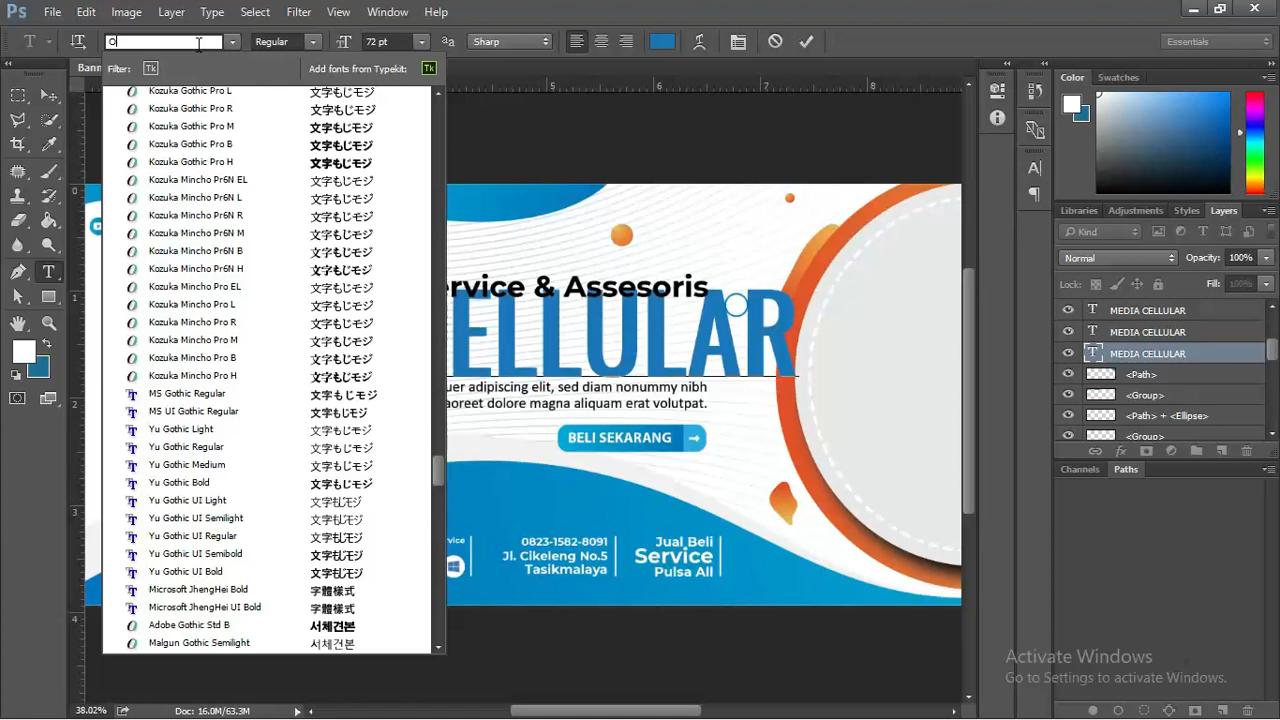 Ps File Edit Image Layer Type Select Filter View Window Help
T O Regular 72 pt aa Sharp Essentials
Filter: Tk Add fonts from Typekit: Tk
Bann
5 6 7 8
Kozuka Gothic Pro L 文字もじモジ
Kozuka Gothic Pro R 文字もじモジ
Kozuka Gothic Pro M 文字もじモジ
Kozuka Gothic Pro B 文字もじモジ
Kozuka Gothic Pro H 文字もじモジ
Kozuka Mincho Pr6N EL 文字もじモジ
Kozuka Mincho Pr6N L 文字もじモジ
Kozuka Mincho Pr6N R 文字もじモジ
Kozuka Mincho Pr6N M 文字もじモジ
Kozuka Mincho Pr6N B 文字もじモジ
Kozuka Mincho Pr6N H 文字もじモジ
Kozuka Mincho Pro EL 文字もじモジ
Kozuka Mincho Pro L 文字もじモジ
Kozuka Mincho Pro R 文字もじモジ
Kozuka Mincho Pro M 文字もじモジ
Kozuka Mincho Pro B 文字もじモジ
Kozuka Mincho Pro H 文字もじモジ
MS Gothic Regular 文字もじモジ
MS UI Gothic Regular 文字もじモジ
Yu Gothic Light 文字もじモジ
Yu Gothic Regular 文字もじモジ
Yu Gothic Medium 文字もじモジ
Yu Gothic Bold 文字もじモジ
Yu Gothic UI Light 文字もじモジ
Yu Gothic UI Semilight 文字もじモジ
Yu Gothic UI Regular 文字もじモジ
Yu Gothic UI Semibold 文字もじモジ
Yu Gothic UI Bold 文字もじモジ
Microsoft JhengHei Bold 字體樣式
Microsoft JhengHei UI Bold 字體樣式
Adobe Gothic Std B 서체견본
Malgun Gothic Semilight 서체견본
0
1
2
3
4
ervice & Assesoris
ELLULAR
uer adipiscing elit, sed diam nonummy nibh
aoreet dolore magna aliquam erat volutpat.
BELI SEKARANG
rvice
0823-1582-8091
Jl. Cikeleng No.5
Tasikmalaya
Jual Beli
Service
Pulsa All
Color Swatches
Libraries Adjustments Styles Layers
Kind
Normal Opacity: 100%
Lock: Fill: 100%
T MEDIA CELLULAR
T MEDIA CELLULAR
T MEDIA CELLULAR
<Path>
<Group>
<Path> + <Ellipse>
<Group>
Channels Paths
Activate Windows
Go to Settings to activate Windows.
38.02% Doc: 16.0M/63.3M